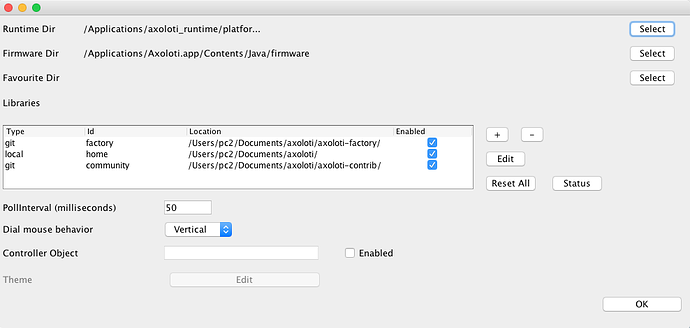 Runtime Dir /Applications/axoloti_runtime/platfor... Select
Firmware Dir /Applications/Axoloti.app/Contents/Java/firmware Select
Favourite Dir Select
Libraries
Type Id Location Enabled
git factory /Users/pc2/Documents/axoloti/axoloti-factory/
local home /Users/pc2/Documents/axoloti/
git community /Users/pc2/Documents/axoloti/axoloti-contrib/
+ -
Edit
Reset All Status
PollInterval (milliseconds) 50
Dial mouse behavior Vertical
Controller Object Enabled
Theme Edit
OK